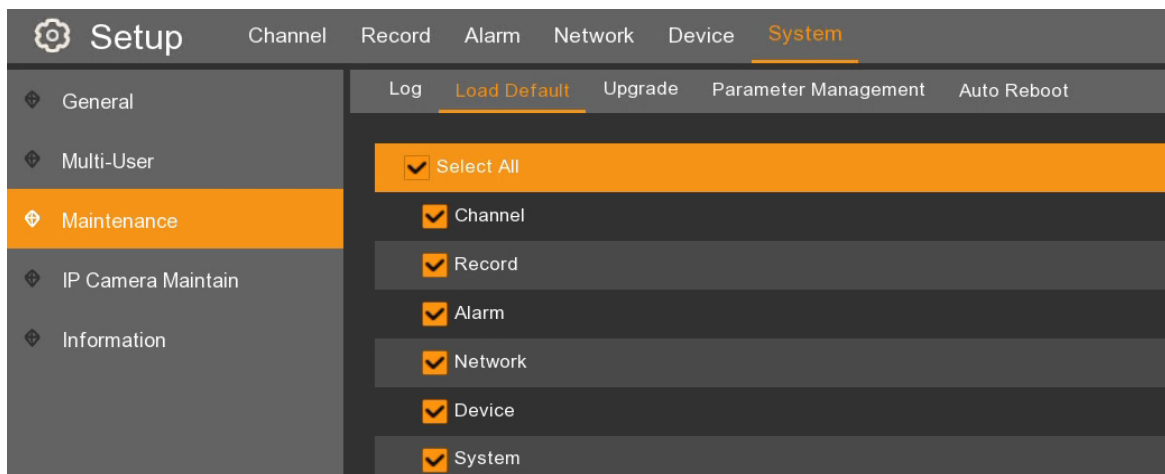 Setup Channel Record Alarm Network Device System
General
Multi-User
Maintenance
IP Camera Maintain
Information
Log Load Default Upgrade Parameter Management Auto Reboot
Select All
Channel
Record
Alarm
Network
Device
System